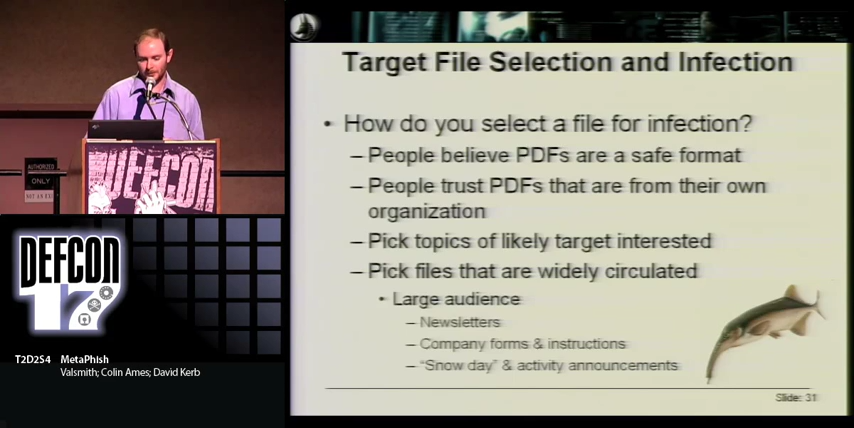 Target File Selection and Infection
• How do you select a file for infection?
– People believe PDFs are a safe format
– People trust PDFs that are from their own
organization
– Pick topics of likely target interested
– Pick files that are widely circulated
• Large audience
– Newsletters
– Company forms & instructions
– “Snow day” & activity announcements
Slide: 31
AUTHORIZED
ONLY
DEFCON
DEFCON
17
T2D2S4 MetaPhish
Valsmith; Colin Ames; David Kerb